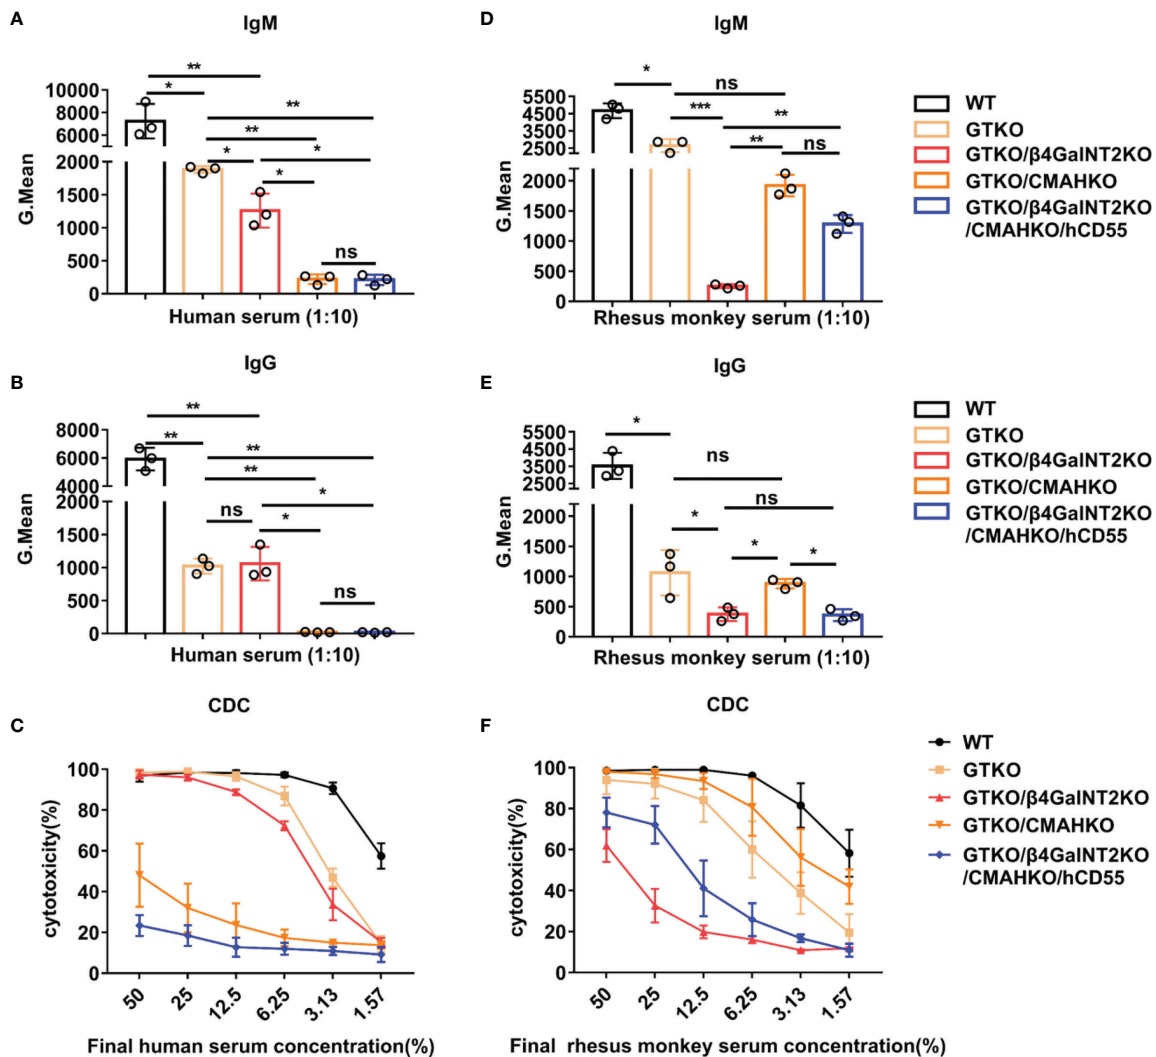 A
IgM
G.Mean
10000
8000
6000
2000
1500
1000
500
0
**
*
**
**
*
*
*
ns
Human serum (1:10)
D
IgM
G.Mean
5500
4500
3500
2500
2000
1500
1000
500
0
*
ns
***
**
**
ns
Rhesus monkey serum (1:10)
WT
GTKO
GTKO/β4GalNT2KO
GTKO/CMAHKO
GTKO/β4GalNT2KO
/CMAHKO/hCD55
B
IgG
G.Mean
8000
6000
4000
2000
1500
1000
500
0
**
**
**
**
*
ns
*
ns
Human serum (1:10)
E
IgG
G.Mean
5500
4500
3500
2500
2000
1500
1000
500
0
*
ns
ns
*
*
*
Rhesus monkey serum (1:10)
WT
GTKO
GTKO/β4GalNT2KO
GTKO/CMAHKO
GTKO/β4GalNT2KO
/CMAHKO/hCD55
C
CDC
cytotoxicity(%)
100
80
60
40
20
0
50
25
12.5
6.25
3.13
1.57
Final human serum concentration(%)
F
CDC
cytotoxicity(%)
100
80
60
40
20
0
50
25
12.5
6.25
3.13
1.57
Final rhesus monkey serum concentration(%)
WT
GTKO
GTKO/β4GalNT2KO
GTKO/CMAHKO
GTKO/β4GalNT2KO
/CMAHKO/hCD55